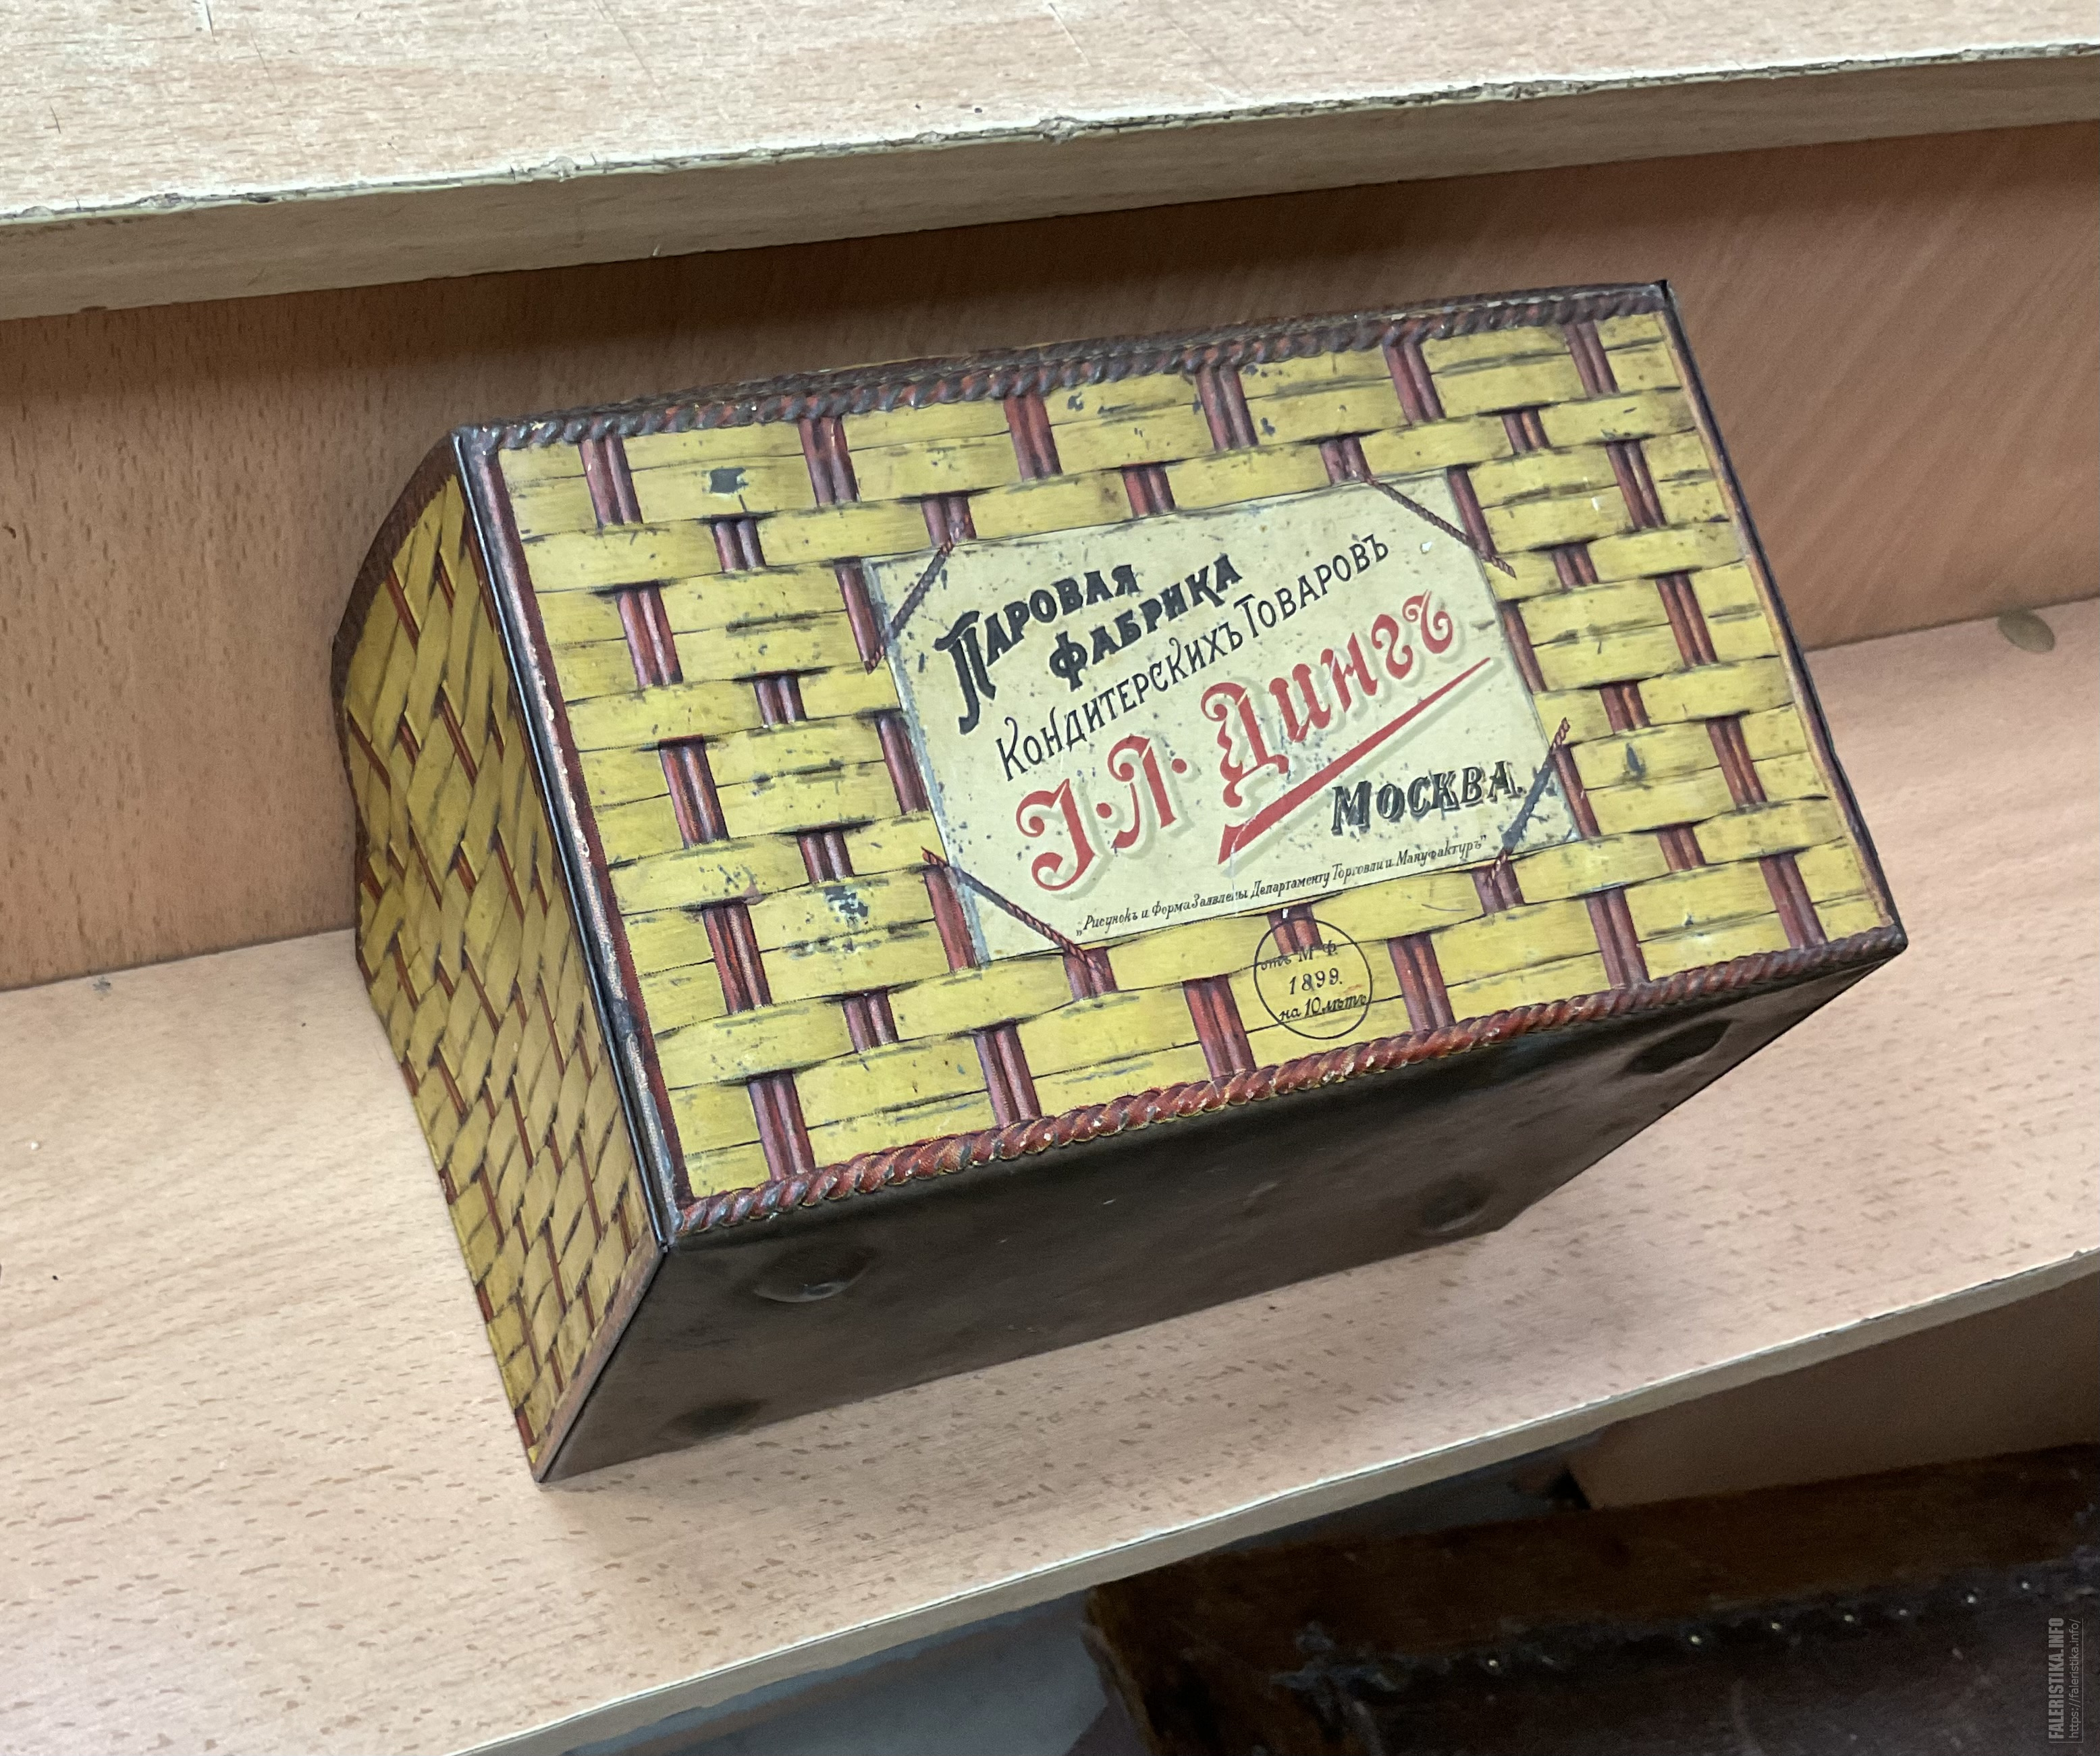 Паровая
Фабрика
Кондитерскихъ Товаровъ
І. Л. Дингъ
Москва.
„Рисунокъ и Форма Заявлены Департаменту Торговли и Мануфактуръ"
отъ М. Ф.
1899.
на 10 лѣтъ
FALERISTIKA.INFO
https://faleristika.info/